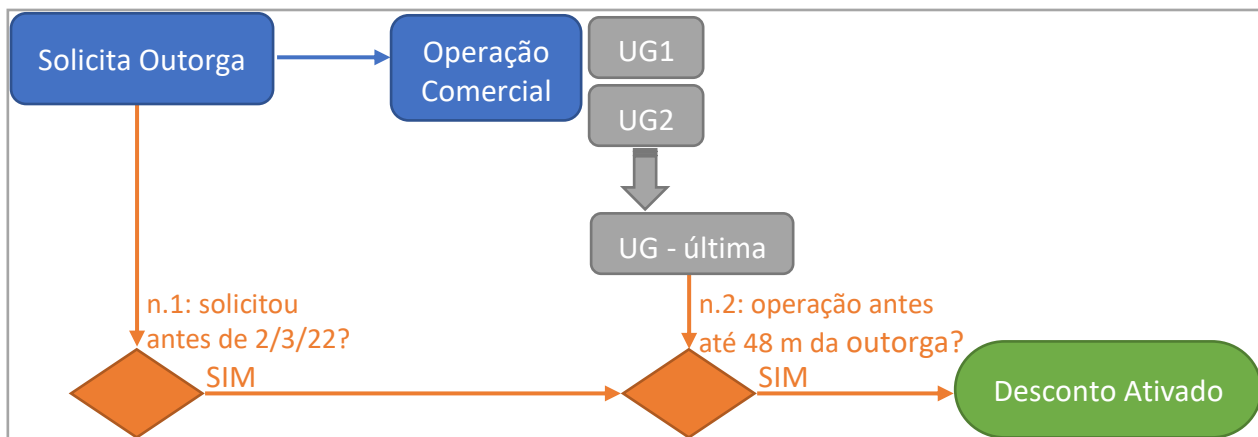 Solicita Outorga
Operação
Comercial
UG1
UG2
UG - última
n.1: solicitou
antes de 2/3/22?
SIM
n.2: operação antes
até 48 m da outorga?
SIM
Desconto Ativado